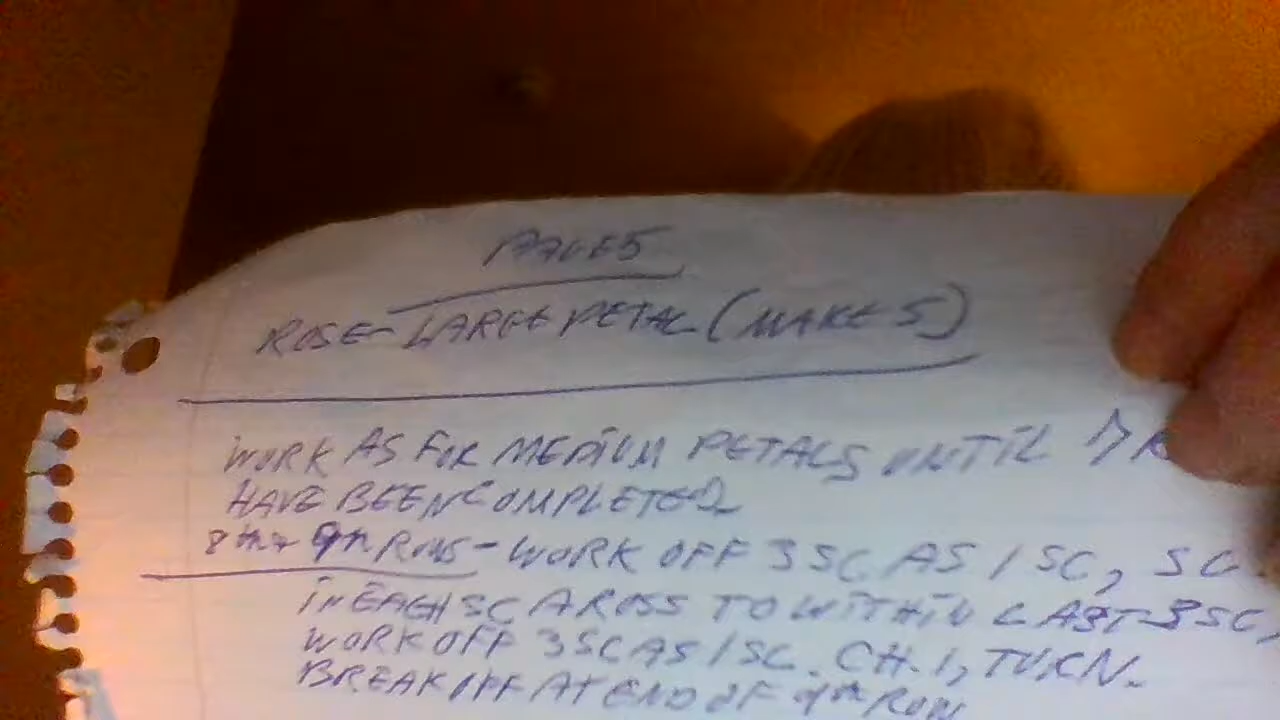 PAGE 5
ROSE-LARGE PETAL (MAKE 5)
WORK AS FOR MEDIUM PETALS UNTIL 7
HAVE BEEN COMPLETED
8th + 9th ROWS - WORK OFF 3 SC AS 1 SC, SC
IN EACH SC AROSS TO WITHIN LAST 3 SC,
WORK OFF 3 SC AS 1 SC. CH. 1, TURN.
BREAK OFF AT END OF 9th ROW